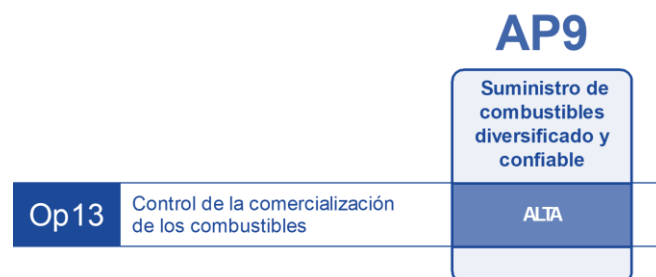 AP9
Suministro de
combustibles
diversificado y
confiable
Op13
Control de la comercialización
de los combustibles
ALTA